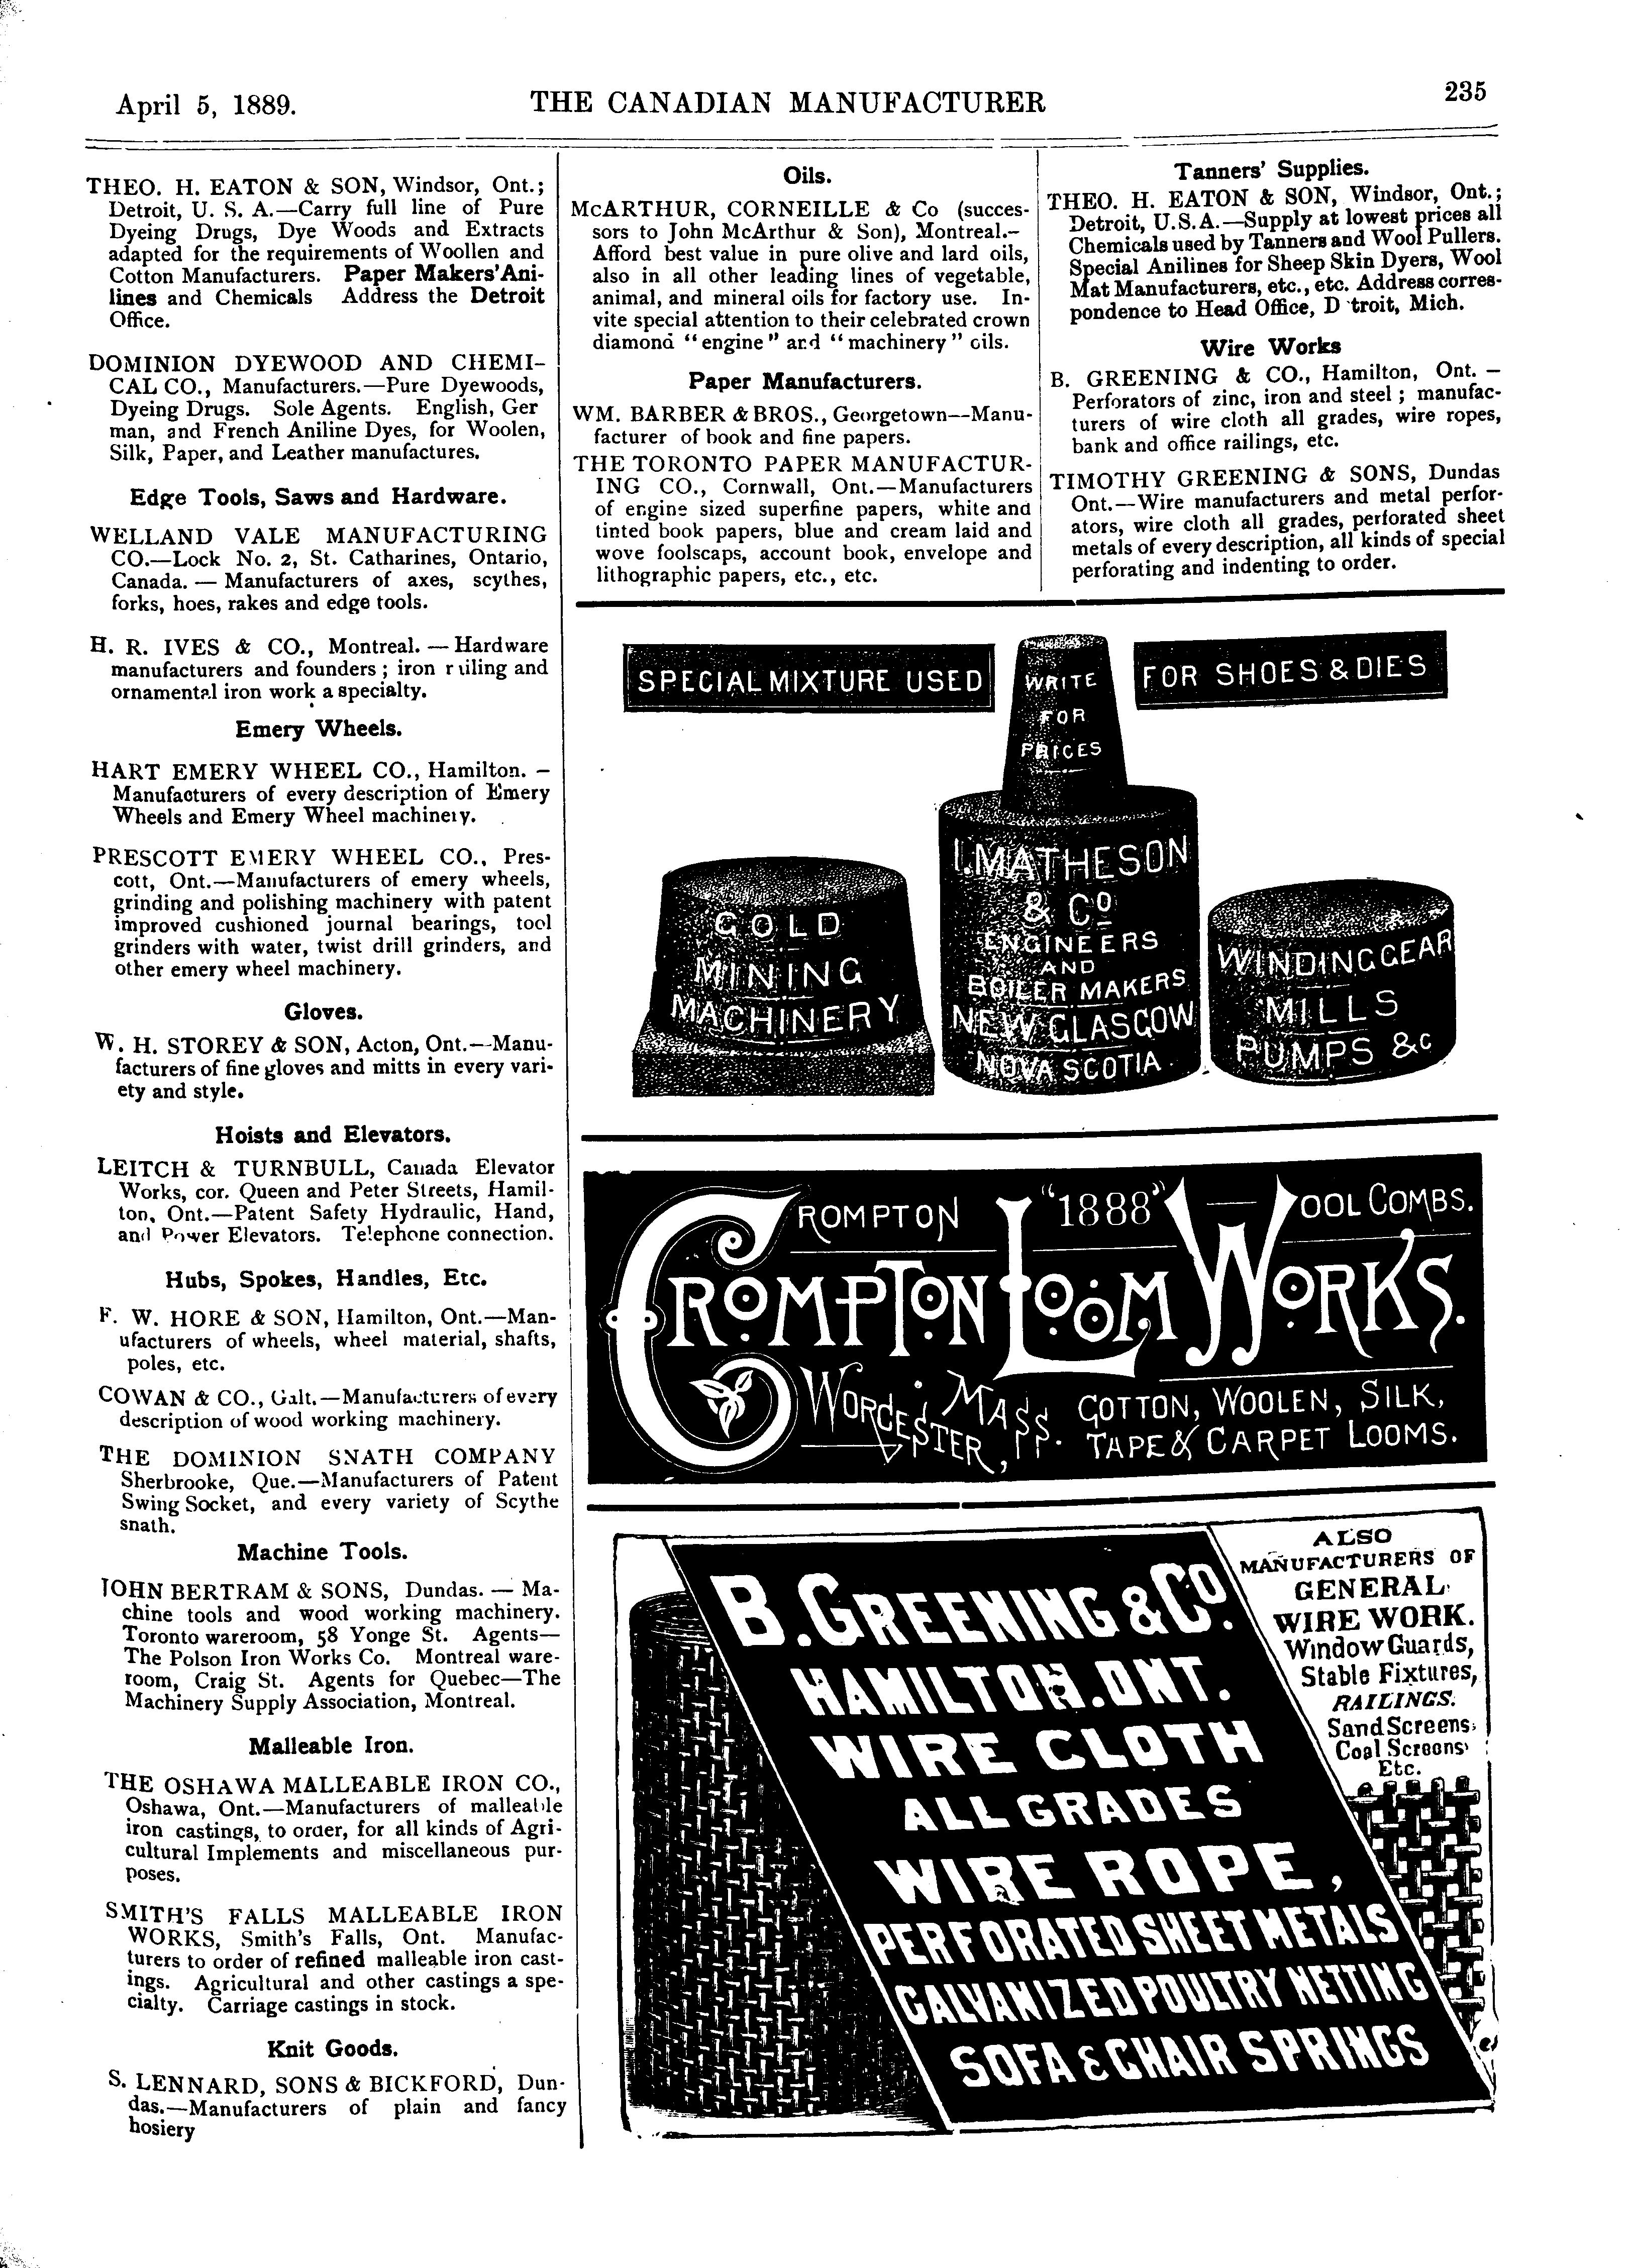 April 5, 1889.
THE CANADIAN MANUFACTURER
235
THEO. H. EATON & SON, Windsor, Ont.;
Detroit, U. S. A.—Carry full line of Pure
Dyeing Drugs, Dye Woods and Extracts
adapted for the requirements of Woollen and
Cotton Manufacturers. Paper Makers' Ani-
lines and Chemicals Address the Detroit
Office.
DOMINION DYEWOOD AND CHEMI-
CAL CO., Manufacturers.—Pure Dyewoods,
Dyeing Drugs. Sole Agents. English, Ger
man, and French Aniline Dyes, for Woolen,
Silk, Paper, and Leather manufactures.
Edge Tools, Saws and Hardware.
WELLAND VALE MANUFACTURING
CO.—Lock No. 2, St. Catharines, Ontario,
Canada. — Manufacturers of axes, scythes,
forks, hoes, rakes and edge tools.
H. R. IVES & CO., Montreal. — Hardware
manufacturers and founders ; iron r iling and
ornamental iron work a specialty.
Emery Wheels.
HART EMERY WHEEL CO., Hamilton. –
Manufacturers of every description of Emery
Wheels and Emery Wheel machinery.
PRESCOTT EMERY WHEEL CO., Pres-
cott, Ont.—Manufacturers of emery wheels,
grinding and polishing machinery with patent
improved cushioned journal bearings, tool
grinders with water, twist drill grinders, and
other emery wheel machinery.
Gloves.
W. H. STOREY & SON, Acton, Ont.—Manu-
facturers of fine gloves and mitts in every vari-
ety and style.
Hoists and Elevators.
LEITCH & TURNBULL, Canada Elevator
Works, cor. Queen and Peter Streets, Hamil-
ton, Ont.—Patent Safety Hydraulic, Hand,
and Power Elevators. Telephone connection.
Hubs, Spokes, Handles, Etc.
F. W. HORE & SON, Hamilton, Ont.—Man-
ufacturers of wheels, wheel material, shafts,
poles, etc.
COWAN & CO., Galt.—Manufacturers of every
description of wood working machinery.
THE DOMINION SNATH COMPANY
Sherbrooke, Que.—Manufacturers of Patent
Swing Socket, and every variety of Scythe
snath.
Machine Tools.
JOHN BERTRAM & SONS, Dundas. — Ma-
chine tools and wood working machinery.
Toronto wareroom, 58 Yonge St. Agents—
The Polson Iron Works Co. Montreal ware-
room, Craig St. Agents for Quebec—The
Machinery Supply Association, Montreal.
Malleable Iron.
THE OSHAWA MALLEABLE IRON CO.,
Oshawa, Ont.—Manufacturers of malleable
iron castings, to order, for all kinds of Agri-
cultural Implements and miscellaneous pur-
poses.
SMITH'S FALLS MALLEABLE IRON
WORKS, Smith's Falls, Ont. Manufac-
turers to order of refined malleable iron cast-
ings. Agricultural and other castings a spe-
cialty. Carriage castings in stock.
Knit Goods.
S. LENNARD, SONS & BICKFORD, Dun-
das.—Manufacturers of plain and fancy
hosiery
Oils.
McARTHUR, CORNEILLE & Co (succes-
sors to John McArthur & Son), Montreal.—
Afford best value in pure olive and lard oils,
also in all other leading lines of vegetable,
animal, and mineral oils for factory use. In-
vite special attention to their celebrated crown
diamond "engine" and "machinery" oils.
Paper Manufacturers.
WM. BARBER & BROS., Georgetown—Manu-
facturer of book and fine papers.
THE TORONTO PAPER MANUFACTUR-
ING CO., Cornwall, Ont.—Manufacturers
of engine sized superfine papers, white and
tinted book papers, blue and cream laid and
wove foolscaps, account book, envelope and
lithographic papers, etc., etc.
Tanners' Supplies.
THEO. H. EATON & SON, Windsor, Ont.;
Detroit, U.S.A.—Supply at lowest prices all
Chemicals used by Tanners and Wool Pullers.
Special Anilines for Sheep Skin Dyers, Wool
Mat Manufacturers, etc., etc. Address corres-
pondence to Head Office, D troit, Mich.
Wire Works
B. GREENING & CO., Hamilton, Ont. –
Perforators of zinc, iron and steel ; manufac-
turers of wire cloth all grades, wire ropes,
bank and office railings, etc.
TIMOTHY GREENING & SONS, Dundas
Ont.—Wire manufacturers and metal perfor-
ators, wire cloth all grades, perforated sheet
metals of every description, all kinds of special
perforating and indenting to order.
SPECIAL MIXTURE USED
WRITE
FOR
PRICES
FOR SHOES & DIES
GOLD
MINING
MACHINERY
I. MATHESON
& Co
ENGINEERS
AND
BOILER MAKERS
NEW GLASGOW
NOVA SCOTIA
WINDING GEAR
MILLS
PUMPS &c
CROMPTON "1888" WOOL COMBS.
CROMPTON LOOM WORKS.
WORCESTER, MASS.
COTTON, WOOLEN, SILK,
TAPE & CARPET LOOMS.
B. GREENING & Co.
HAMILTON. ONT.
WIRE CLOTH
ALL GRADES
WIRE ROPE,
PERFORATED SHEET METALS
GALVANIZED POULTRY NETTING
SOFA & CHAIR SPRINGS
ALSO
MANUFACTURERS OF
GENERAL
WIRE WORK.
Window Guards,
Stable Fixtures,
RAILINGS.
Sand Screens,
Coal Screens
Etc.